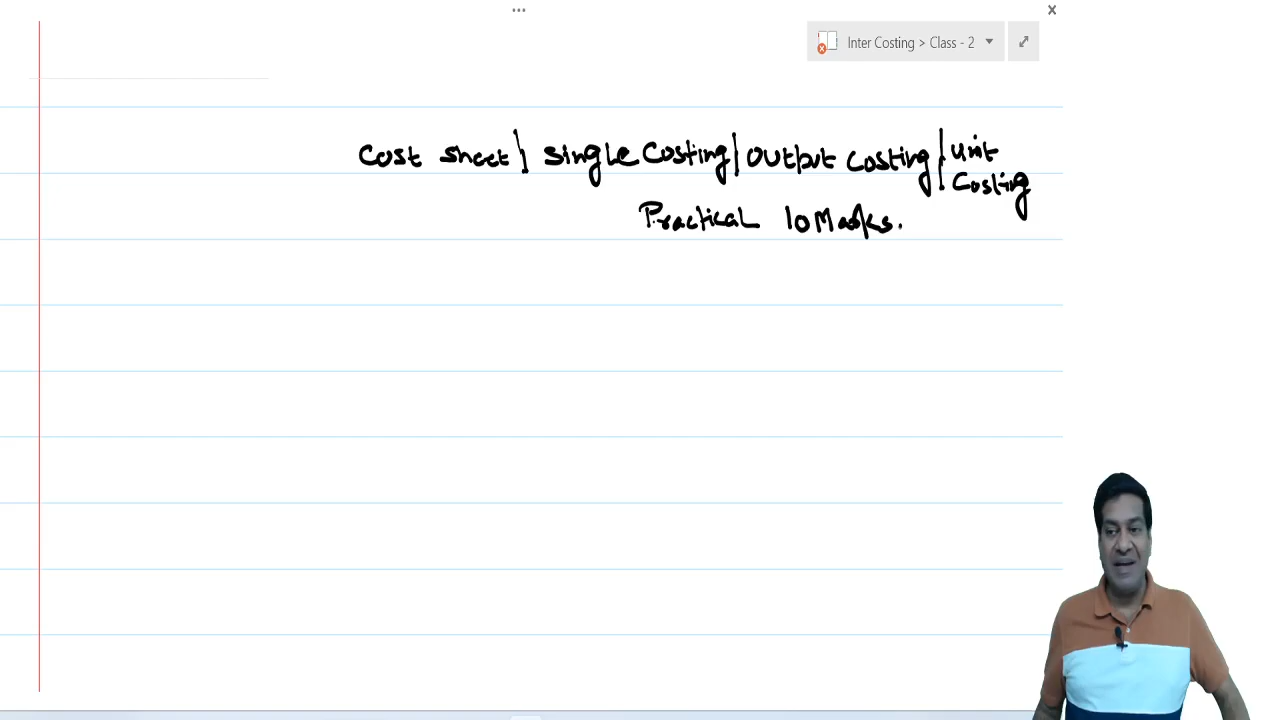 Inter Costing > Class - 2
Cost sheet | Single Costing | Output Costing | Unit
Costing
Practical 10 Marks.